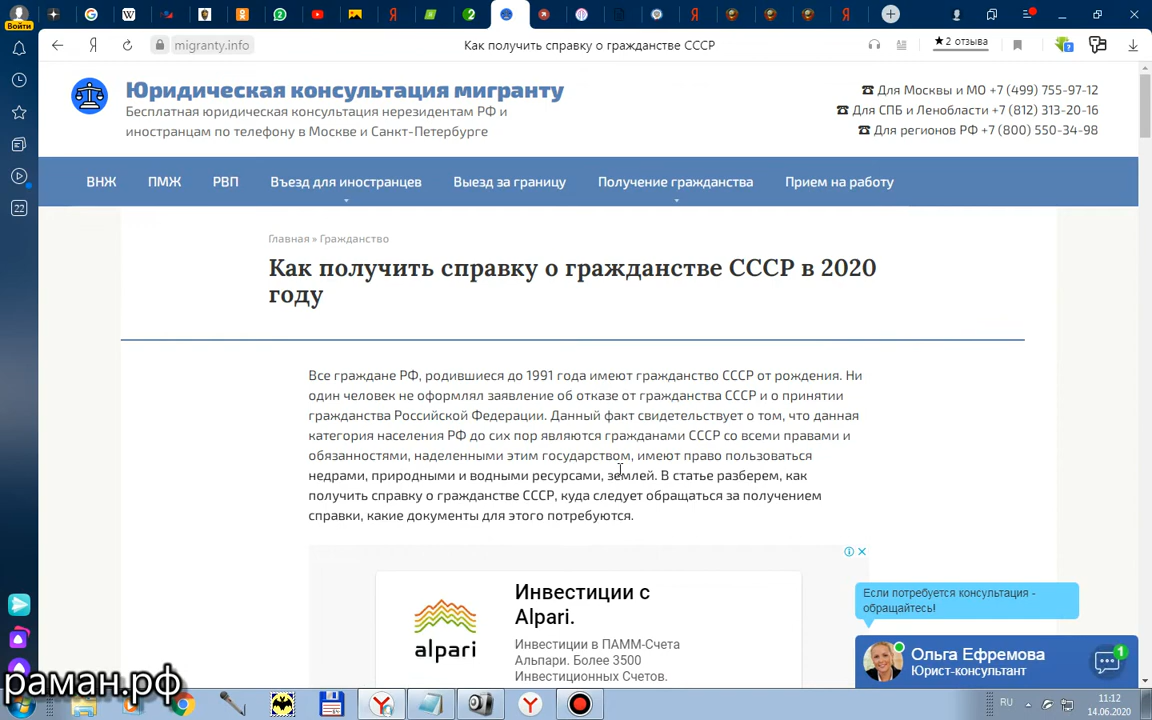 Войти
migranty.info
Как получить справку о гражданстве СССР
★2 отзыва
Юридическая консультация мигранту
Бесплатная юридическая консультация нерезидентам РФ и
иностранцам по телефону в Москве и Санкт-Петербурге
☎ Для Москвы и МО +7 (499) 755-97-12
☎ Для СПБ и Ленобласти +7 (812) 313-20-16
☎ Для регионов РФ +7 (800) 550-34-98
22
ВНЖ ПМЖ РВП Въезд для иностранцев Выезд за границу Получение гражданства Прием на работу
Главная » Гражданство
Как получить справку о гражданстве СССР в 2020
году
Все граждане РФ, родившиеся до 1991 года имеют гражданство СССР от рождения. Ни
один человек не оформлял заявление об отказе от гражданства СССР и о принятии
гражданства Российской Федерации. Данный факт свидетельствует о том, что данная
категория населения РФ до сих пор являются гражданами СССР со всеми правами и
обязанностями, наделенными этим государством, имеют право пользоваться
недрами, природными и водными ресурсами, землей. В статье разберем, как
получить справку о гражданстве СССР, куда следует обращаться за получением
справки, какие документы для этого потребуются.
Инвестиции с
Alpari.
alpari
Инвестиции в ПАММ-Счета
Альпари. Более 3500
Инвестиционных Счетов.
Если потребуется консультация -
обращайтесь!
Ольга Ефремова
Юрист-консультант
1
раман.рф
RU
11:12
14.06.2020